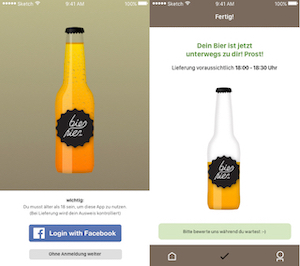 Sketch 9:41 AM 100%
bier
bier
wichtig:
Du musst aber als 18 sein, um diese App zu nutzen.
(Bei Lieferung wird dein Ausweis kontrolliert)
Login with Facebook
Ohne Anmeldung weiter
Sketch 9:41 AM
Fertig!
Dein Bier ist jetzt
unterwegs zu dir! Prost!
Lieferung voraussichtlich 18:00 - 18:30 Uhr
bier
bier
Bitte bewerte uns während du wartest :-)